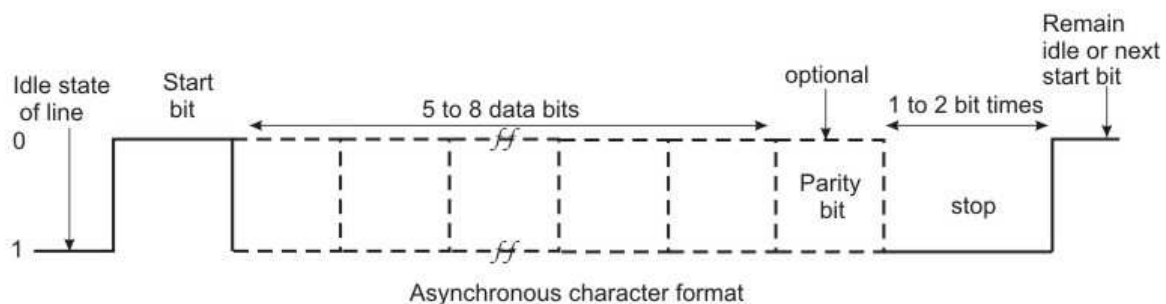 Remain
idle or next
start bit
Idle state
of line
Start
bit
optional
5 to 8 data bits
1 to 2 bit times
0
Parity
bit
stop
1
Asynchronous character format